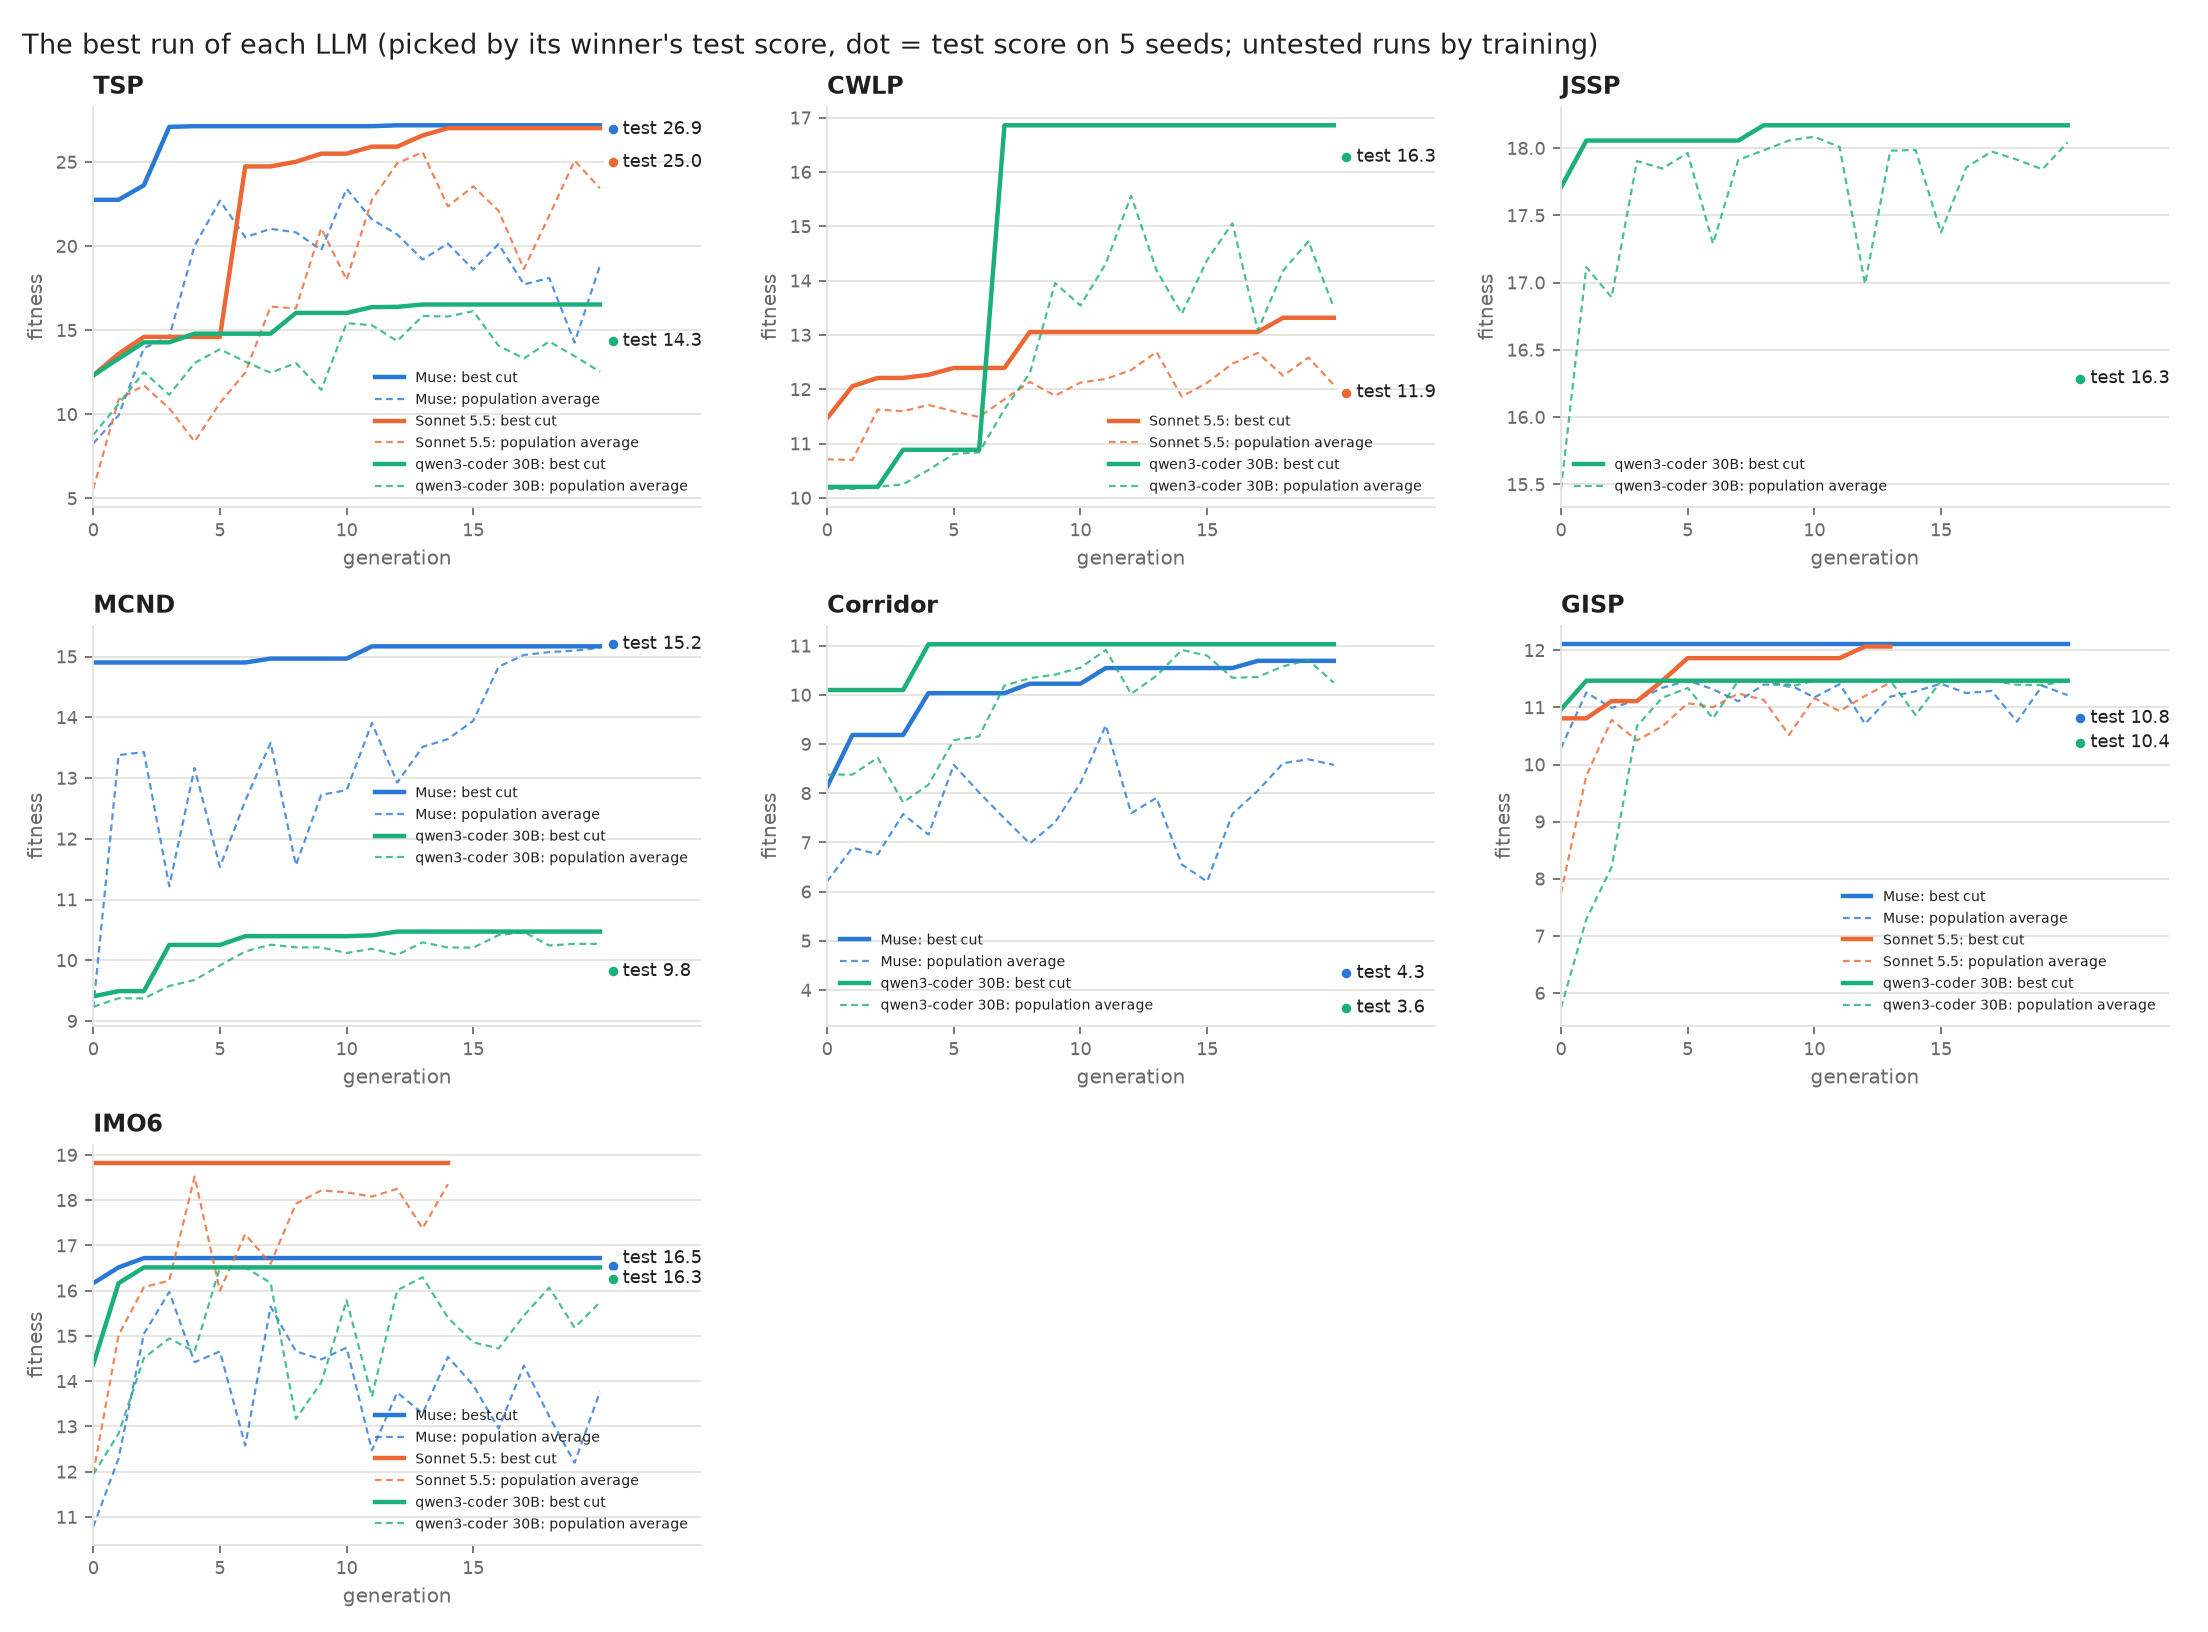 The best run of each LLM (picked by its winner's test score, dot = test score on 5 seeds; untested runs by training)
TSP
fitness
25
20
15
10
5
test 26.9
test 25.0
test 14.3
Muse: best cut
Muse: population average
Sonnet 5.5: best cut
Sonnet 5.5: population average
qwen3-coder 30B: best cut
qwen3-coder 30B: population average
0 5 10 15
generation
CWLP
fitness
17
16
15
14
13
12
11
10
test 16.3
test 11.9
Sonnet 5.5: best cut
Sonnet 5.5: population average
qwen3-coder 30B: best cut
qwen3-coder 30B: population average
0 5 10 15
generation
JSSP
fitness
18.0
17.5
17.0
16.5
16.0
15.5
test 16.3
qwen3-coder 30B: best cut
qwen3-coder 30B: population average
0 5 10 15
generation
MCND
fitness
15
14
13
12
11
10
9
test 15.2
test 9.8
Muse: best cut
Muse: population average
qwen3-coder 30B: best cut
qwen3-coder 30B: population average
0 5 10 15
generation
Corridor
fitness
11
10
9
8
7
6
5
4
test 4.3
test 3.6
Muse: best cut
Muse: population average
qwen3-coder 30B: best cut
qwen3-coder 30B: population average
0 5 10 15
generation
GISP
fitness
12
11
10
9
8
7
6
test 10.8
test 10.4
Muse: best cut
Muse: population average
Sonnet 5.5: best cut
Sonnet 5.5: population average
qwen3-coder 30B: best cut
qwen3-coder 30B: population average
0 5 10 15
generation
IMO6
fitness
19
18
17
16
15
14
13
12
11
test 16.5
test 16.3
Muse: best cut
Muse: population average
Sonnet 5.5: best cut
Sonnet 5.5: population average
qwen3-coder 30B: best cut
qwen3-coder 30B: population average
0 5 10 15
generation